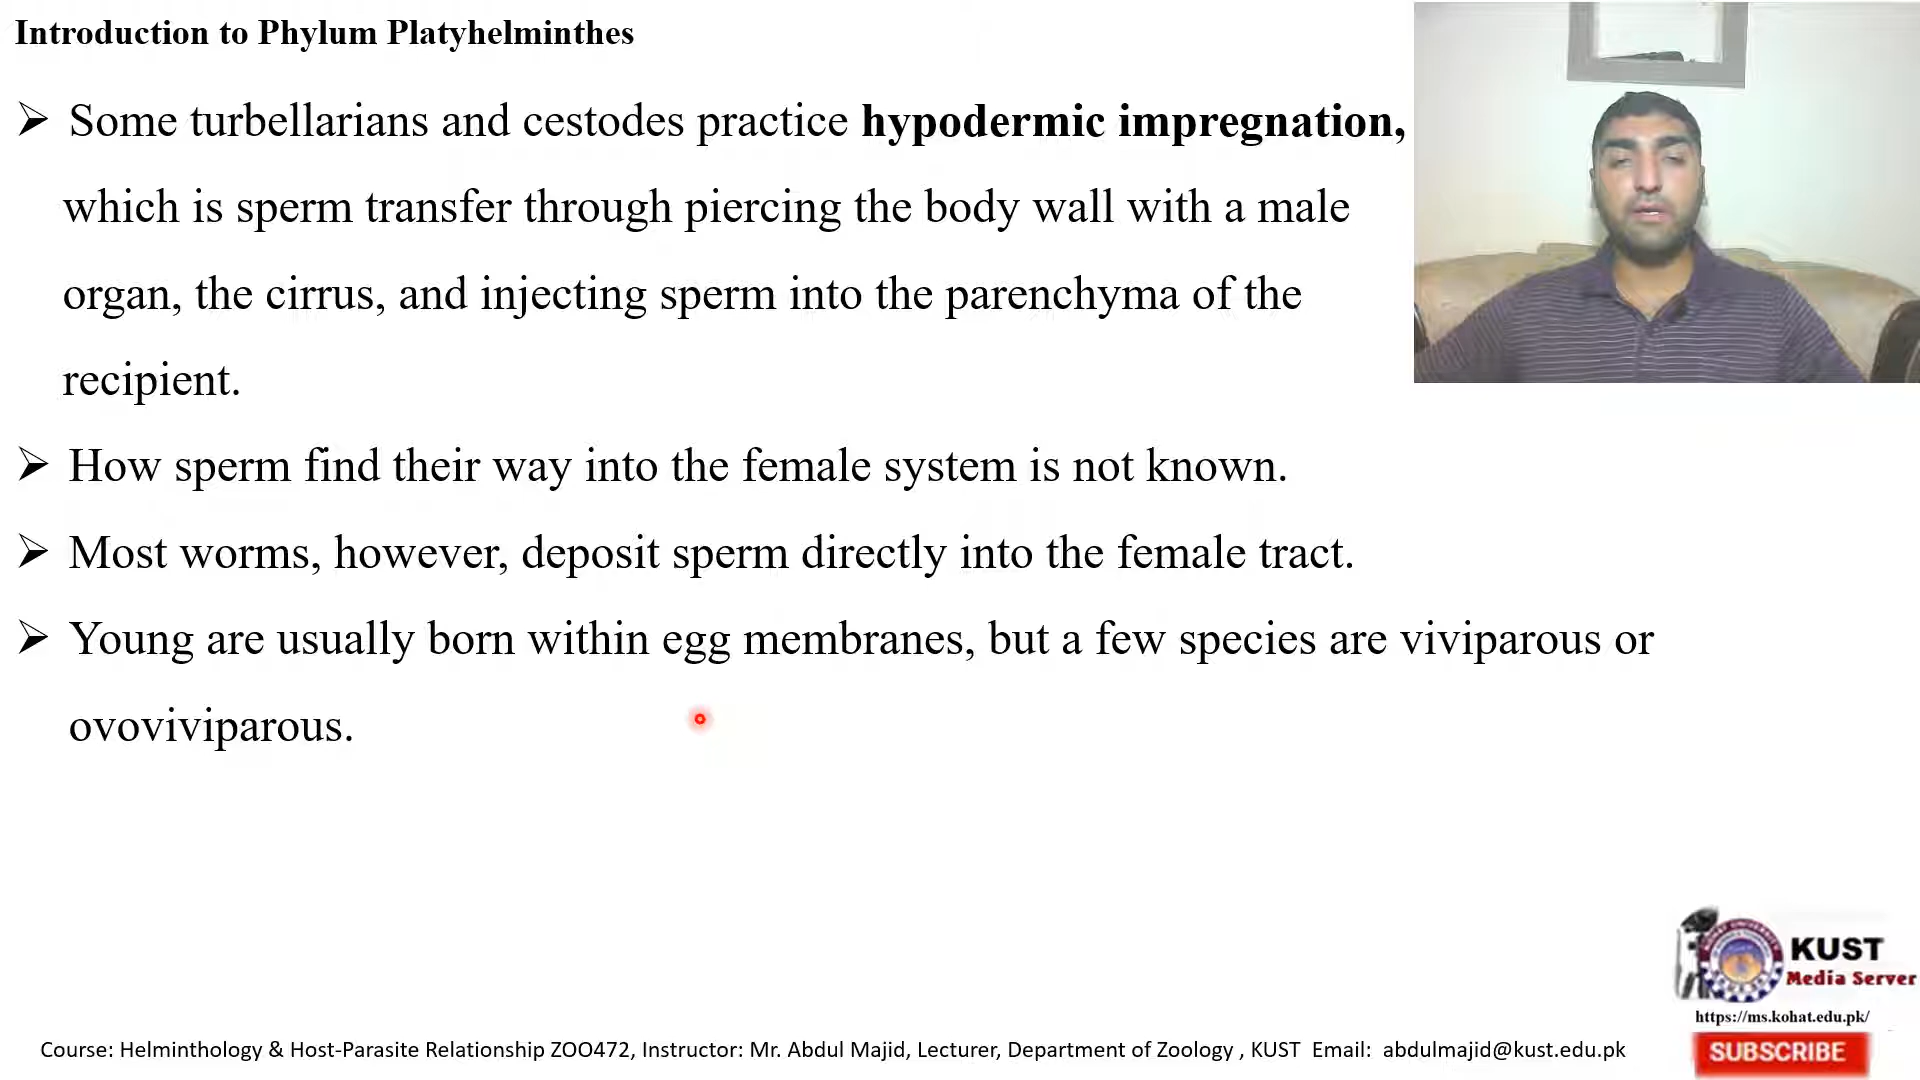 Introduction to Phylum Platyhelminthes
➢ Some turbellarians and cestodes practice hypodermic impregnation,
which is sperm transfer through piercing the body wall with a male
organ, the cirrus, and injecting sperm into the parenchyma of the
recipient.
➢ How sperm find their way into the female system is not known.
➢ Most worms, however, deposit sperm directly into the female tract.
➢ Young are usually born within egg membranes, but a few species are viviparous or
ovoviviparous.
KUST
Media Server
https://ms.kohat.edu.pk/
SUBSCRIBE
Course: Helminthology & Host-Parasite Relationship ZOO472, Instructor: Mr. Abdul Majid, Lecturer, Department of Zoology , KUST  Email:  abdulmajid@kust.edu.pk